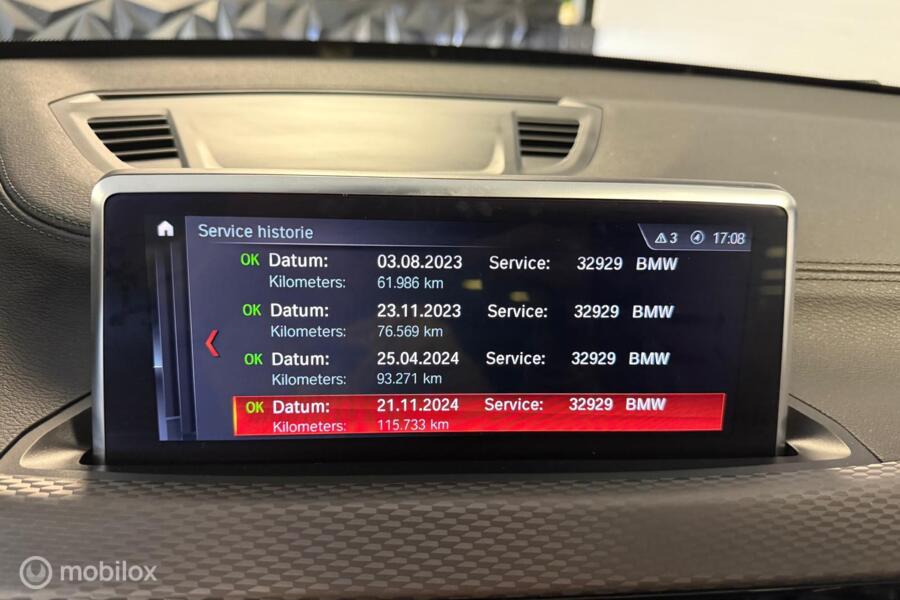 Service historie
3 17:08
OK Datum: 03.08.2023 Service: 32929 BMW
Kilometers: 61.986 km
OK Datum: 23.11.2023 Service: 32929 BMW
Kilometers: 76.569 km
OK Datum: 25.04.2024 Service: 32929 BMW
Kilometers: 93.271 km
OK Datum: 21.11.2024 Service: 32929 BMW
Kilometers: 115.733 km
mobilox